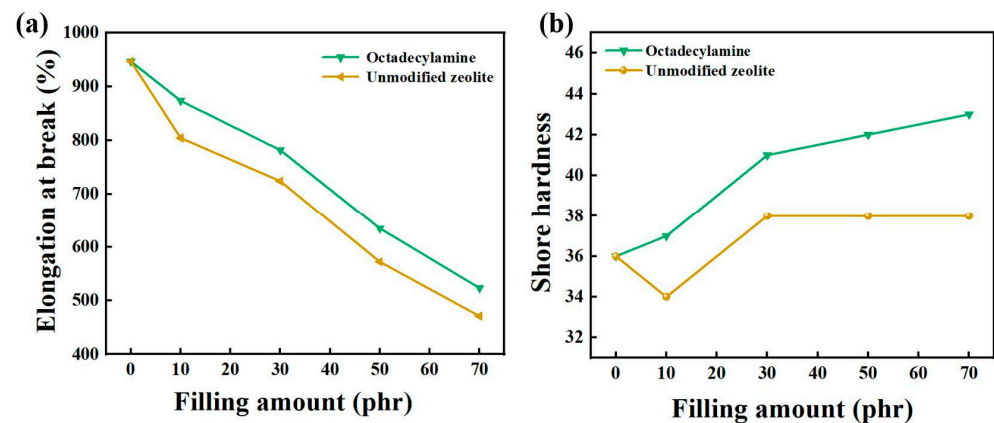 (a)
Elongation at break (%)
1000
900
800
700
600
500
400
Octadecylamine
Unmodified zeolite
0 10 20 30 40 50 60 70
Filling amount (phr)
(b)
Shore hardness
46
44
42
40
38
36
34
32
Octadecylamine
Unmodified zeolite
0 10 20 30 40 50 60 70
Filling amount (phr)